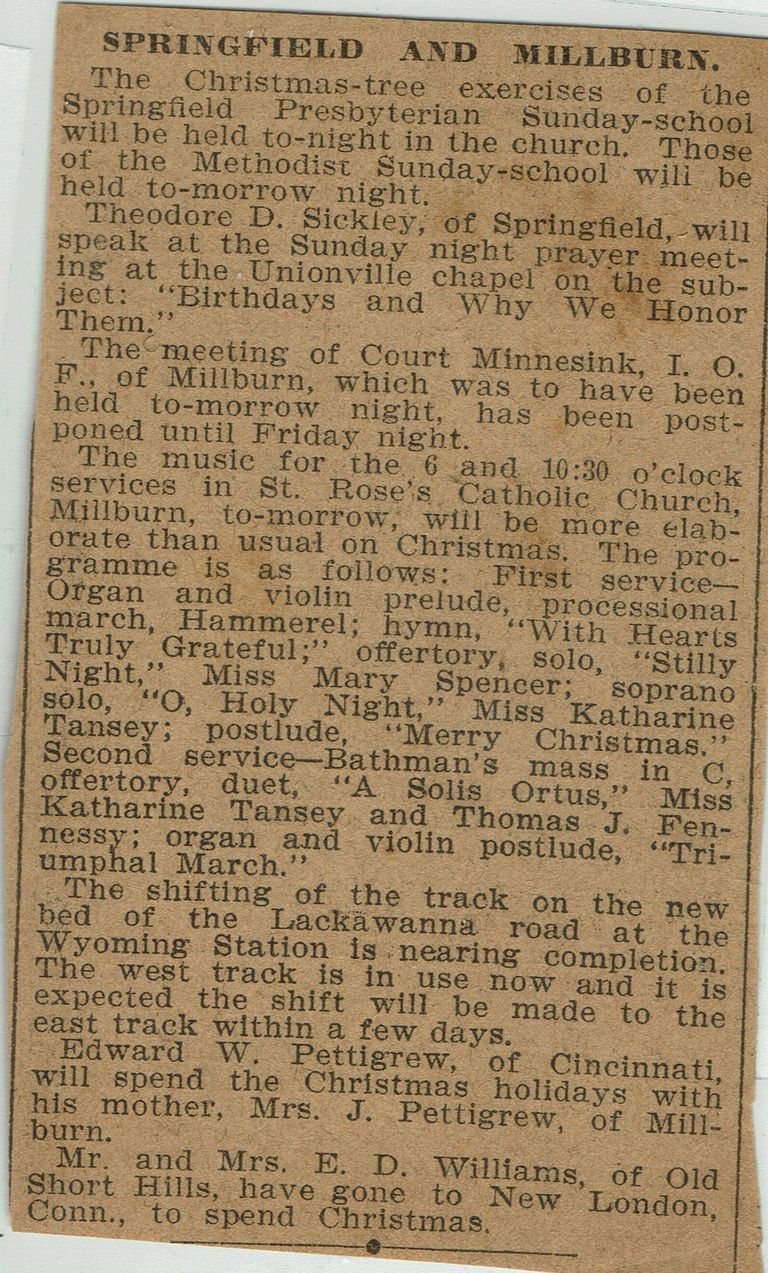 SPRINGFIELD AND MILLBURN.
The Christmas-tree exercises of the
Springfield Presbyterian Sunday-school
will be held to-night in the church. Those
of the Methodist Sunday-school will be
held to-morrow night.
Theodore D. Sickley, of Springfield, will
speak at the Sunday night prayer meet-
ing at the Unionville chapel on the sub-
ject: "Birthdays and Why We Honor
Them."
The meeting of Court Minnesink, I. O.
F., of Millburn, which was to have been
held to-morrow night, has been post-
poned until Friday night.
The music for the 6 and 10:30 o'clock
services in St. Rose's Catholic Church,
Millburn, to-morrow, will be more elab-
orate than usual on Christmas. The pro-
gramme is as follows: First service—
Organ and violin prelude, processional
march, Hammerel; hymn, "With Hearts
Truly Grateful;" offertory, solo, "Stilly
Night," Miss Mary Spencer; soprano
solo, "O, Holy Night," Miss Katharine
Tansey; postlude, "Merry Christmas."
Second service—Bathman's mass in C,
offertory, duet, "A Solis Ortus," Miss
Katharine Tansey and Thomas J. Fen-
nessy; organ and violin postlude, "Tri-
umphal March."
The shifting of the track on the new
bed of the Lackawanna road at the
Wyoming Station is nearing completion.
The west track is in use now and it is
expected the shift will be made to the
east track within a few days.
Edward W. Pettigrew, of Cincinnati,
will spend the Christmas holidays with
his mother, Mrs. J. Pettigrew, of Mill-
burn.
Mr. and Mrs. E. D. Williams, of Old
Short Hills, have gone to New London,
Conn., to spend Christmas.